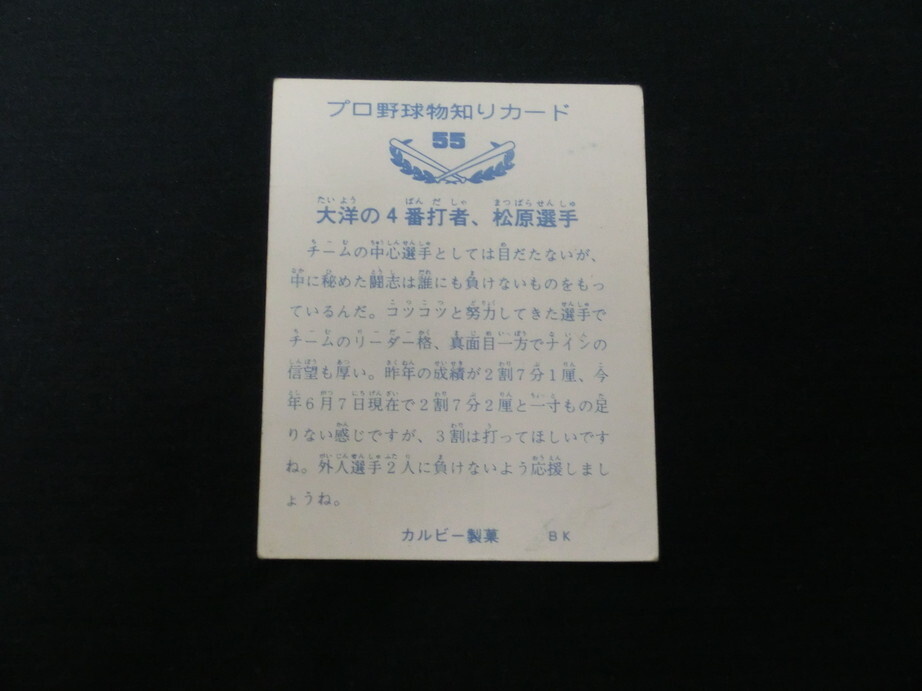 プロ野球物知りカード
55
大洋の4番打者、松原選手
チームの中心選手としては目だたないが、
中に秘めた闘志は誰にも負けないものをもっ
ているんだ。コツコツと努力してきた選手で
チームのリーダー格、真面目一方でナインの
信望も厚い。昨年の成績が2割7分1厘、今
年6月7日現在で2割7分2厘と一寸もの足
りない感じですが、3割は打ってほしいです
ね。外人選手2人に負けないよう応援しまし
ょうね。
カルビー製菓 BK